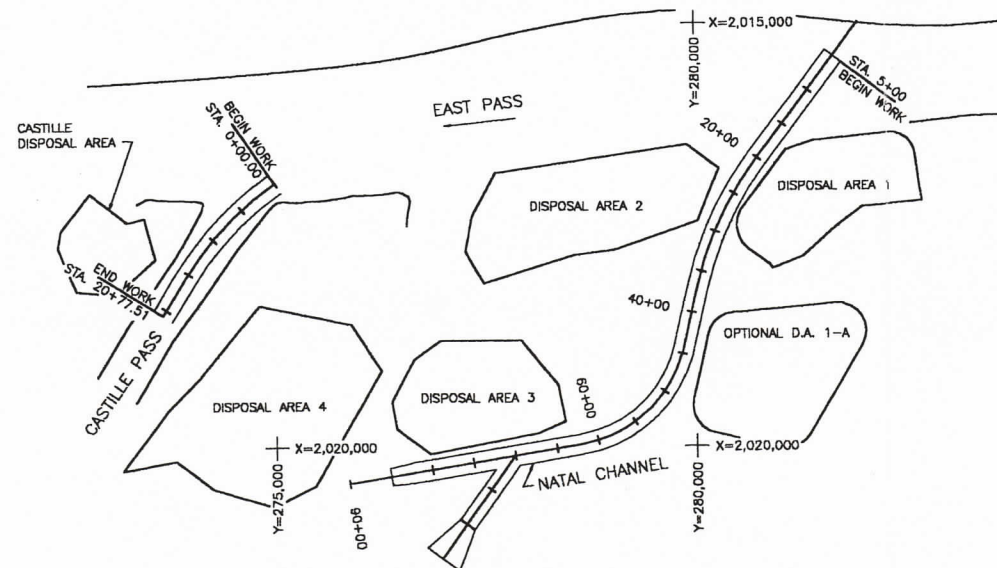 X=2,015,000
Y=280,000
STA. 5+00
BEGIN WORK
EAST PASS
BEGIN WORK
STA. 0+00.00
CASTILLE
DISPOSAL AREA
20+00
DISPOSAL AREA 1
DISPOSAL AREA 2
END WORK
STA. 20+77.51
40+00
OPTIONAL D.A. 1-A
CASTILLE PASS
DISPOSAL AREA 4
DISPOSAL AREA 3
60+00
X=2,020,000
Y=275,000
X=2,020,000
Y=280,000
NATAL CHANNEL
90+00